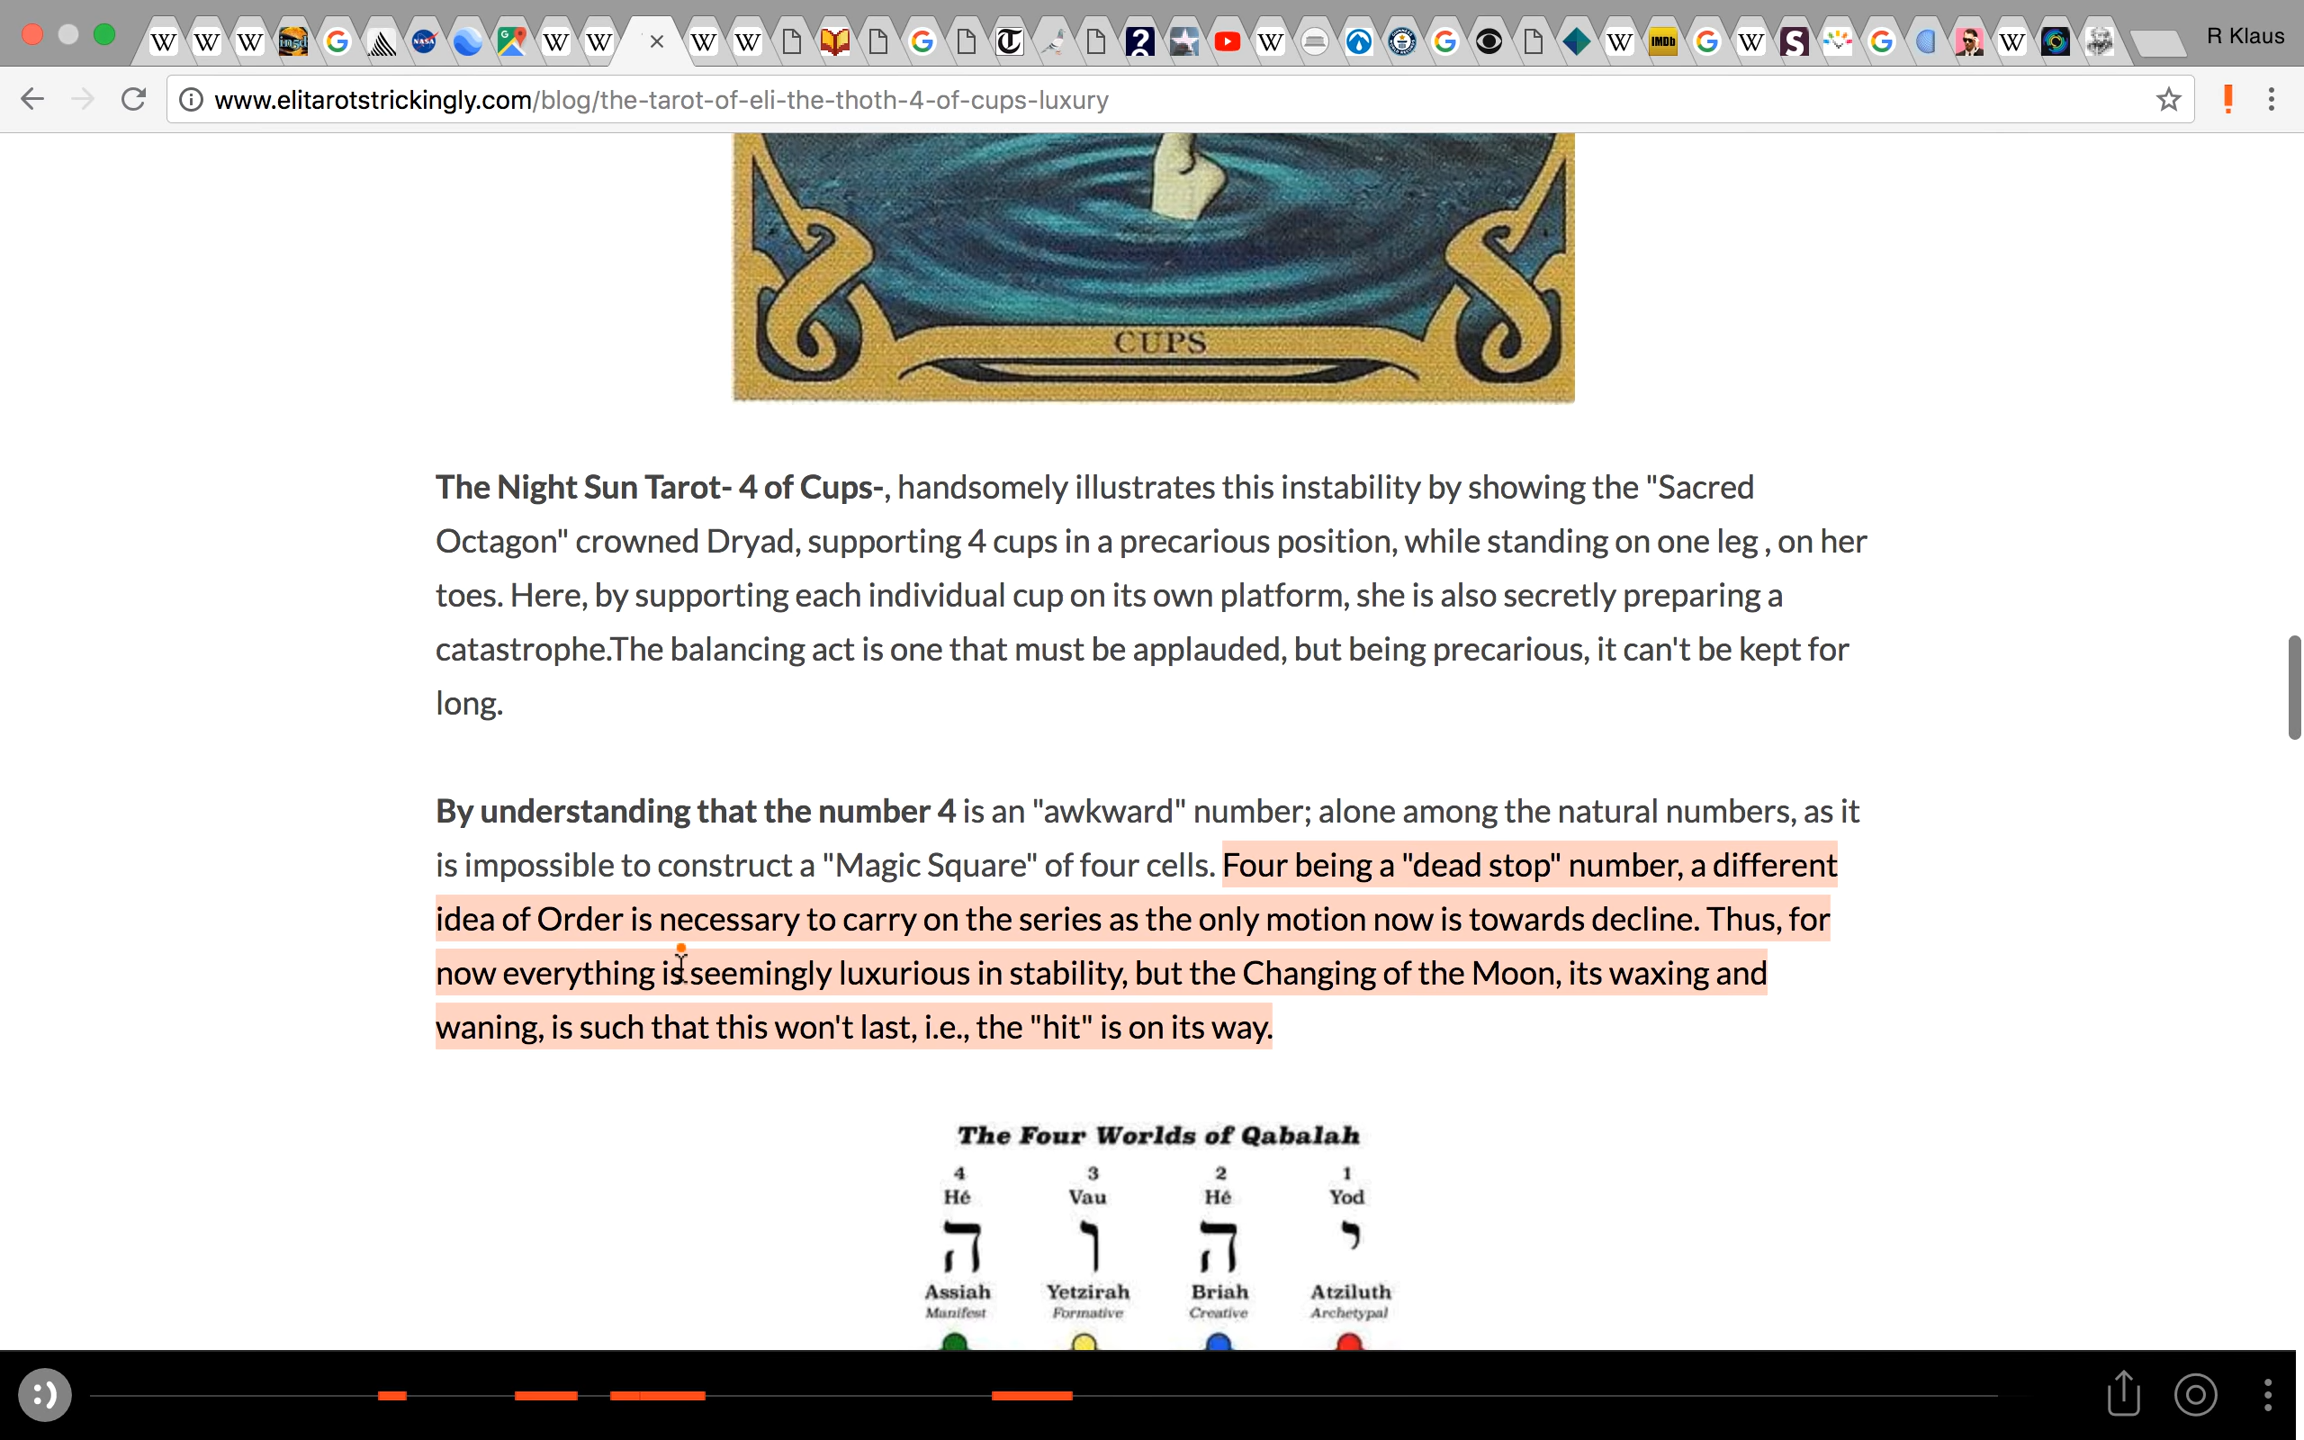 R Klaus
www.elitarotstrickingly.com/blog/the-tarot-of-eli-the-thoth-4-of-cups-luxury
CUPS
The Night Sun Tarot- 4 of Cups-, handsomely illustrates this instability by showing the "Sacred
Octagon" crowned Dryad, supporting 4 cups in a precarious position, while standing on one leg , on her
toes. Here, by supporting each individual cup on its own platform, she is also secretly preparing a
catastrophe.The balancing act is one that must be applauded, but being precarious, it can't be kept for
long.
By understanding that the number 4 is an "awkward" number; alone among the natural numbers, as it
is impossible to construct a "Magic Square" of four cells. Four being a "dead stop" number, a different
idea of Order is necessary to carry on the series as the only motion now is towards decline. Thus, for
now everything is seemingly luxurious in stability, but the Changing of the Moon, its waxing and
waning, is such that this won't last, i.e., the "hit" is on its way.
The Four Worlds of Qabalah
4 3 2 1
Hé Vau Hé Yod
ה ו ה י
Assiah Yetzirah Briah Atziluth
Manifest Formative Creative Archetypal